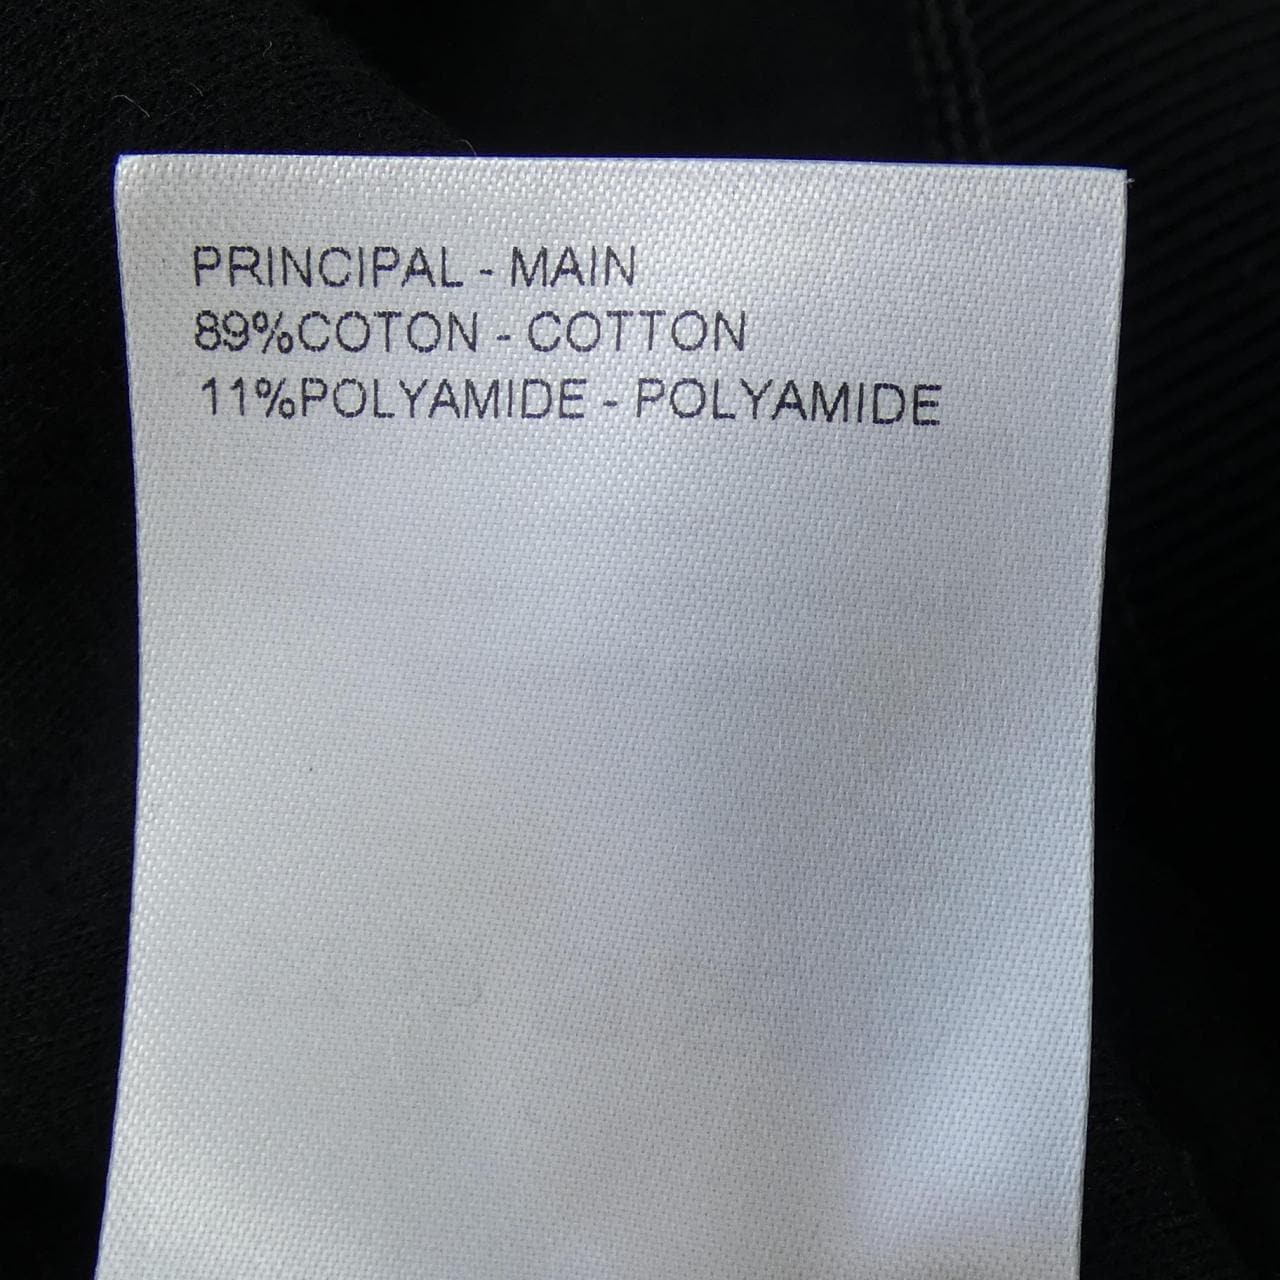 PRINCIPAL - MAIN
89%COTON - COTTON
11%POLYAMIDE - POLYAMIDE